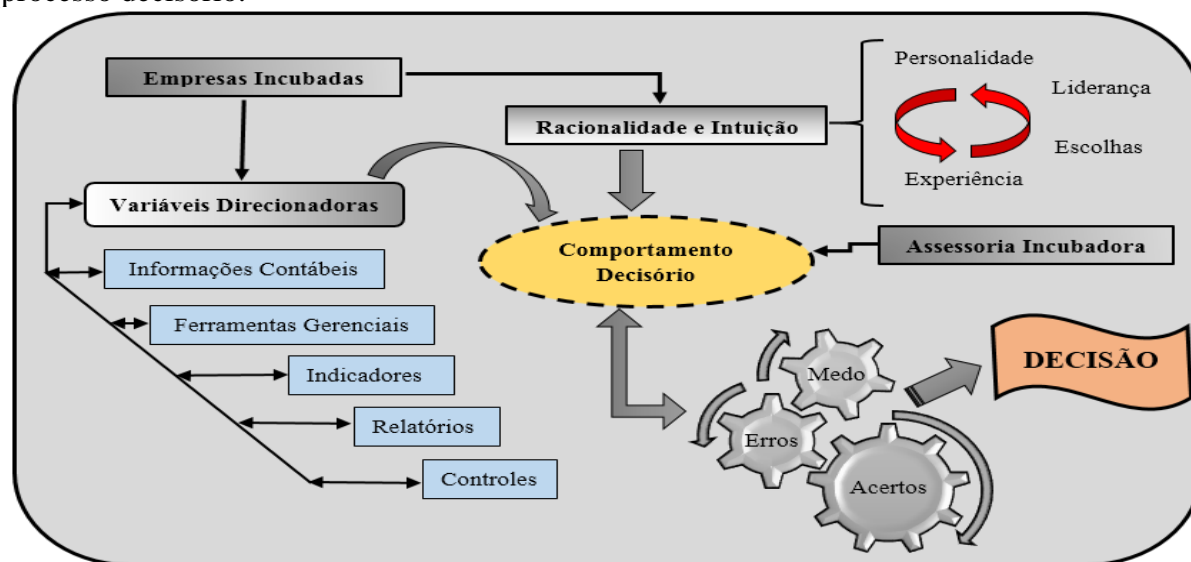 processo decisório.
Empresas Incubadas
Personalidade
Liderança
Racionalidade e Intuição
Escolhas
Experiência
Variáveis Direcionadoras
Comportamento
Decisório
Assessoria Incubadora
Informações Contábeis
Ferramentas Gerenciais
Indicadores
Relatórios
Controles
Medo
Erros
Acertos
DECISÃO